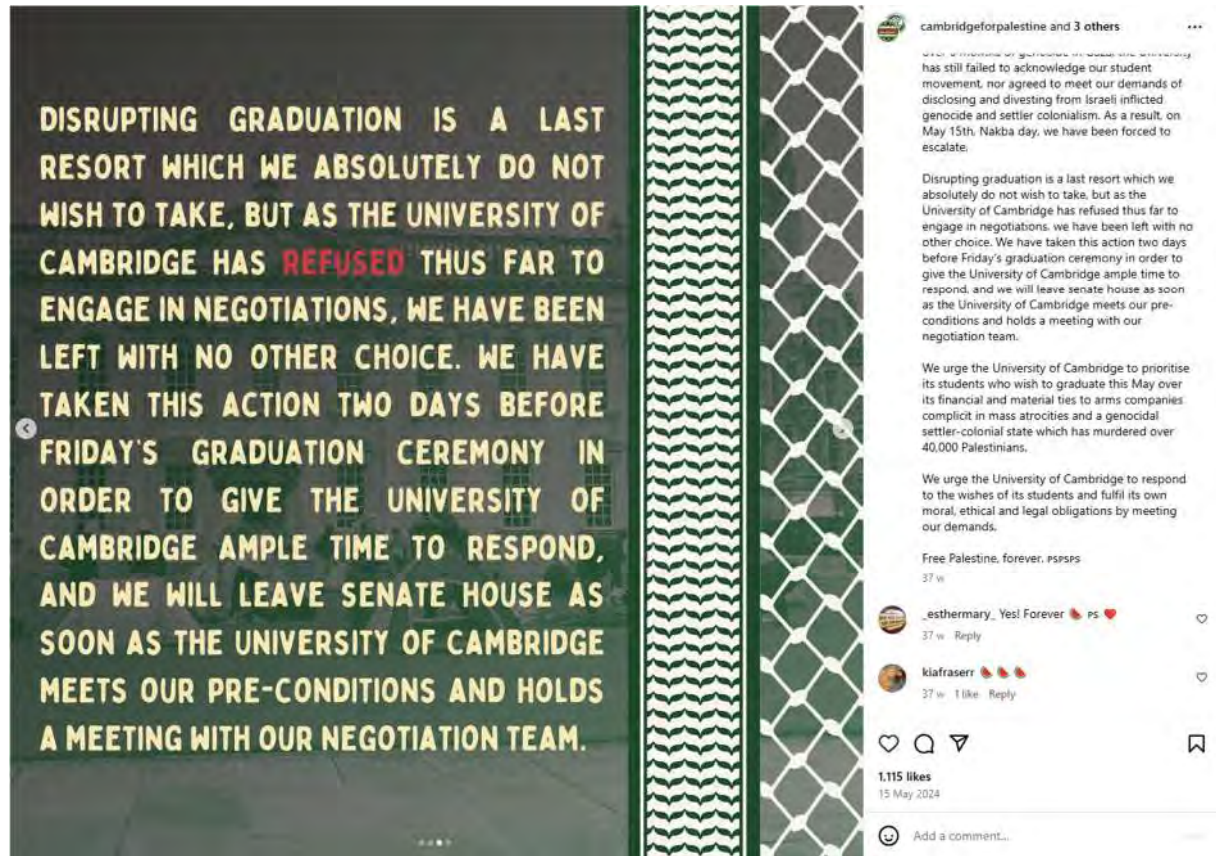 DISRUPTING GRADUATION IS A LAST
RESORT WHICH WE ABSOLUTELY DO NOT
WISH TO TAKE, BUT AS THE UNIVERSITY OF
CAMBRIDGE HAS REFUSED THUS FAR TO
ENGAGE IN NEGOTIATIONS, WE HAVE BEEN
LEFT WITH NO OTHER CHOICE. WE HAVE
TAKEN THIS ACTION TWO DAYS BEFORE
FRIDAY'S GRADUATION CEREMONY IN
ORDER TO GIVE THE UNIVERSITY OF
CAMBRIDGE AMPLE TIME TO RESPOND,
AND WE WILL LEAVE SENATE HOUSE AS
SOON AS THE UNIVERSITY OF CAMBRIDGE
MEETS OUR PRE-CONDITIONS AND HOLDS
A MEETING WITH OUR NEGOTIATION TEAM.
cambridgeforpalestine and 3 others
has still failed to acknowledge our student
movement, nor agreed to meet our demands of
disclosing and divesting from Israeli inflicted
genocide and settler colonialism. As a result, on
May 15th, Nakba day, we have been forced to
escalate.
Disrupting graduation is a last resort which we
absolutely do not wish to take, but as the
University of Cambridge has refused thus far to
engage in negotiations, we have been left with no
other choice. We have taken this action two days
before Friday's graduation ceremony in order to
give the University of Cambridge ample time to
respond, and we will leave senate house as soon
as the University of Cambridge meets our pre-
conditions and holds a meeting with our
negotiation team.
We urge the University of Cambridge to prioritise
its students who wish to graduate this May over
its financial and material ties to arms companies
complicit in mass atrocities and a genocidal
settler-colonial state which has murdered over
40,000 Palestinians.
We urge the University of Cambridge to respond
to the wishes of its students and fulfil its own
moral, ethical and legal obligations by meeting
our demands.
Free Palestine, forever. PSPSPS
37 w
_esthermary_ Yes! Forever 🍉 PS ❤️
37 w Reply
kiafraserr 🍉🍉🍉
37 w 1 like Reply
1,115 likes
15 May 2024
Add a comment...